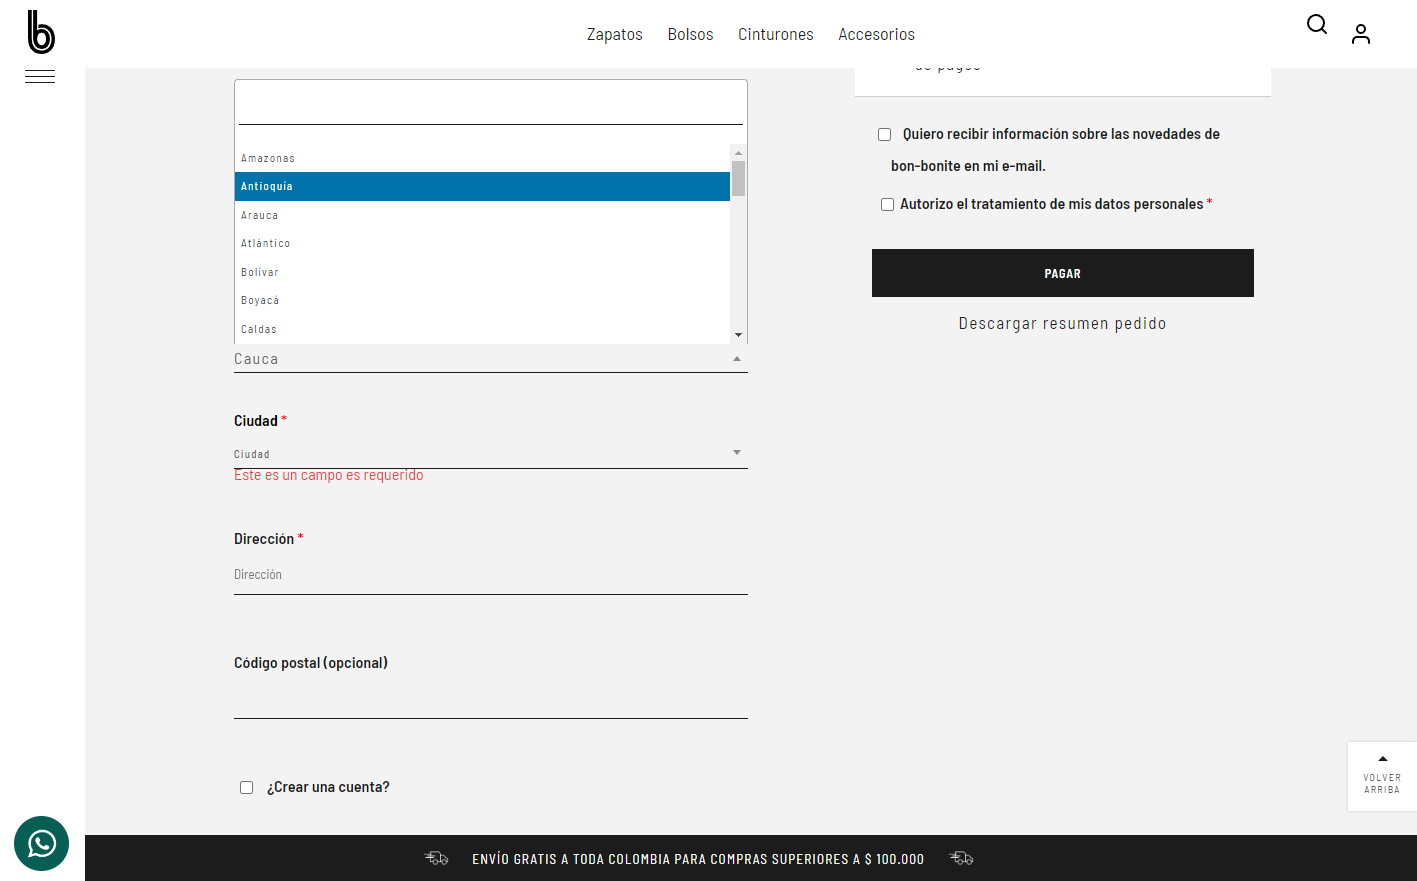 b
Zapatos Bolsos Cinturones Accesorios
Amazonas
Antioquia
Arauca
Atlántico
Bolívar
Boyacá
Caldas
Cauca
Ciudad *
Ciudad
Este es un campo es requerido
Dirección *
Dirección
Código postal (opcional)
¿Crear una cuenta?
de pagos
Quiero recibir información sobre las novedades de
bon-bonite en mi e-mail.
Autorizo el tratamiento de mis datos personales *
PAGAR
Descargar resumen pedido
VOLVER
ARRIBA
ENVÍO GRATIS A TODA COLOMBIA PARA COMPRAS SUPERIORES A $ 100.000